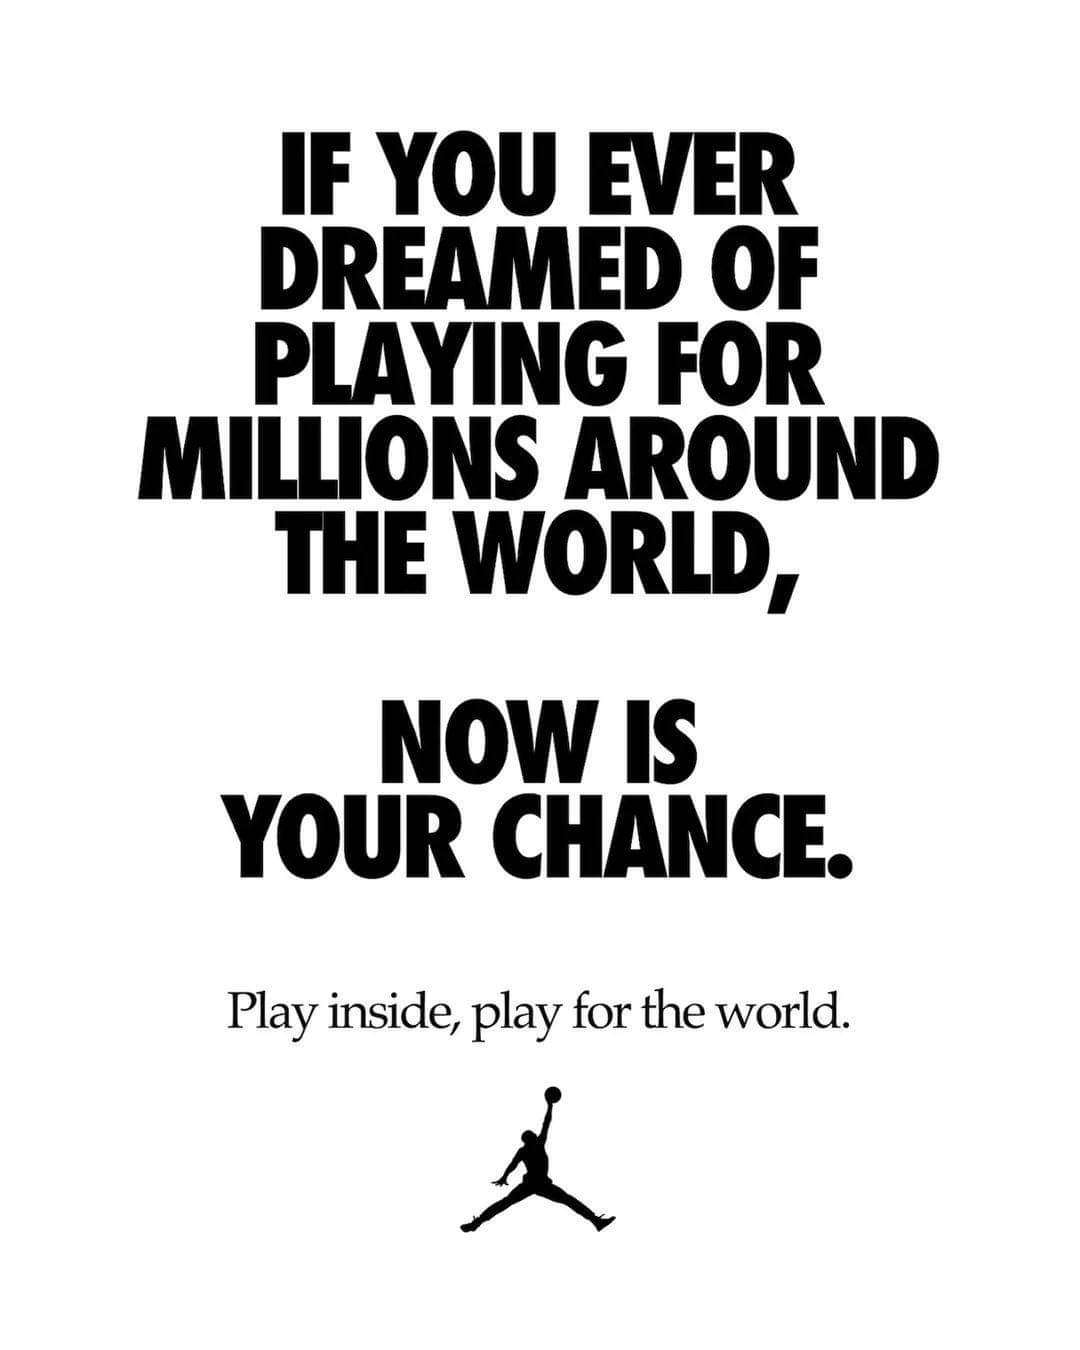 IF YOU EVER
DREAMED OF
PLAYING FOR
MILLIONS AROUND
THE WORLD,
NOW IS
YOUR CHANCE.
Play inside, play for the world.